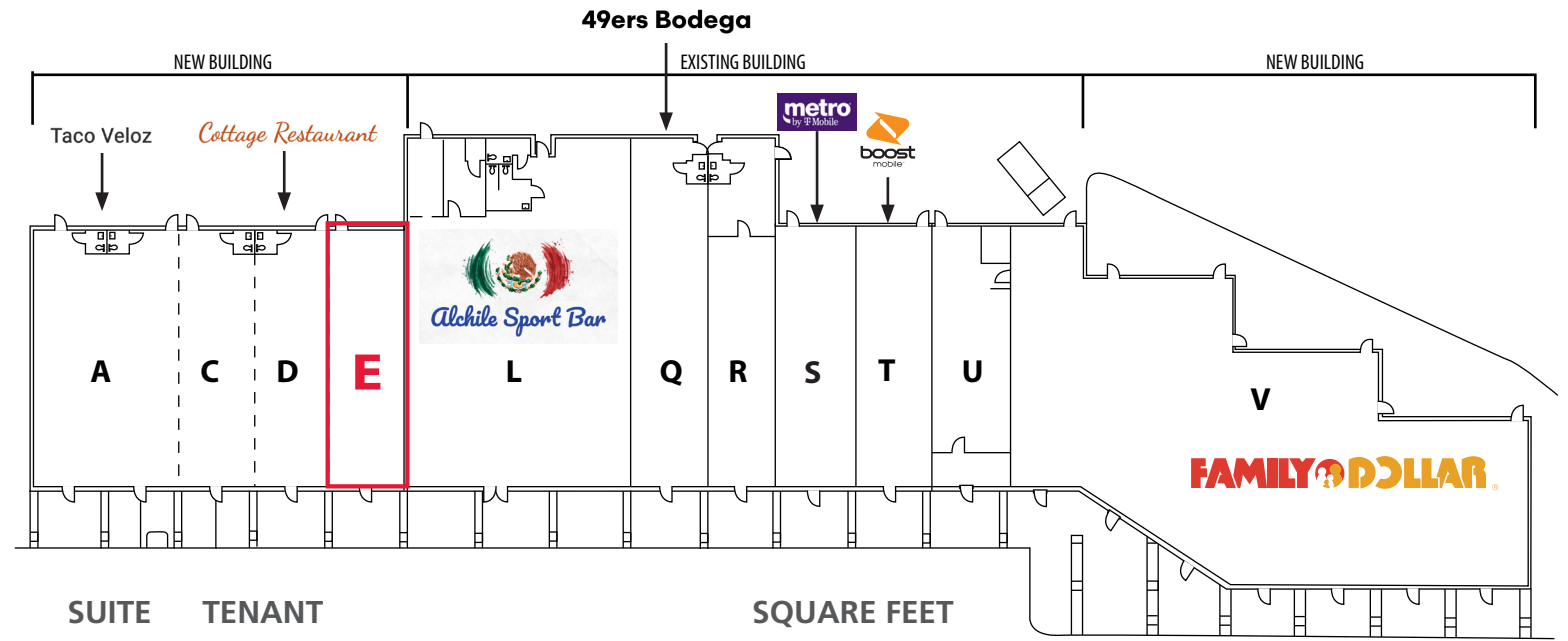 49ers Bodega
NEW BUILDING
EXISTING BUILDING
NEW BUILDING
Taco Veloz
Cottage Restaurant
metro
by T Mobile
boost
mobile
Alchile Sport Bar
A
C
D
E
L
Q
R
S
T
U
V
FAMILY DOLLAR®
SUITE TENANT SQUARE FEET